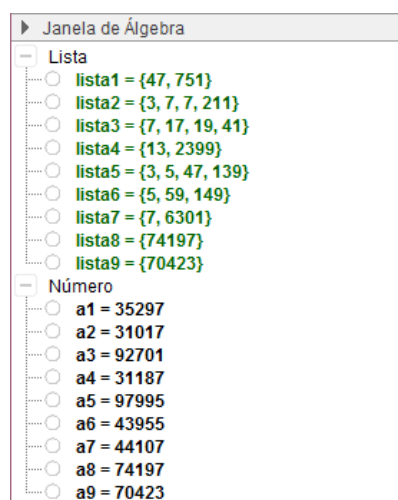 Janela de Álgebra
Lista
lista1 = {47, 751}
lista2 = {3, 7, 7, 211}
lista3 = {7, 17, 19, 41}
lista4 = {13, 2399}
lista5 = {3, 5, 47, 139}
lista6 = {5, 59, 149}
lista7 = {7, 6301}
lista8 = {74197}
lista9 = {70423}
Número
a1 = 35297
a2 = 31017
a3 = 92701
a4 = 31187
a5 = 97995
a6 = 43955
a7 = 44107
a8 = 74197
a9 = 70423